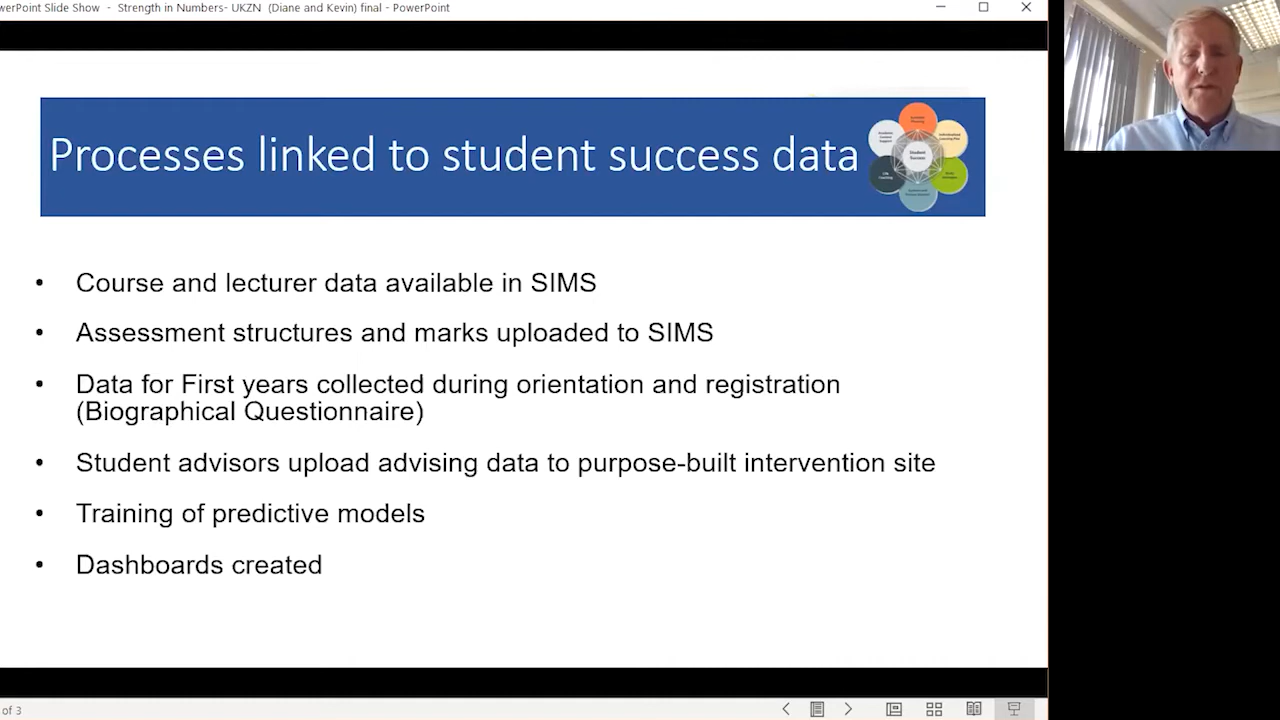 werPoint Slide Show - Strength in Numbers- UKZN (Diane and Kevin) final - PowerPoint
Processes linked to student success data
Student
Success
• Course and lecturer data available in SIMS
• Assessment structures and marks uploaded to SIMS
• Data for First years collected during orientation and registration
(Biographical Questionnaire)
• Student advisors upload advising data to purpose-built intervention site
• Training of predictive models
• Dashboards created
of 3